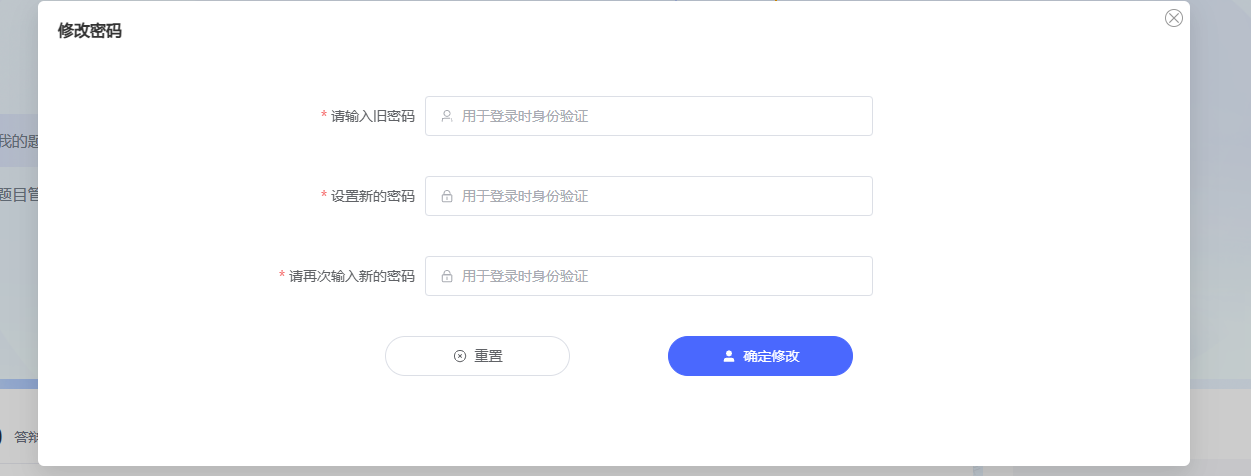 修改密码
我的题
* 请输入旧密码 用于登录时身份验证
题目管
* 设置新的密码 用于登录时身份验证
* 请再次输入新的密码 用于登录时身份验证
重置 确定修改
答辩